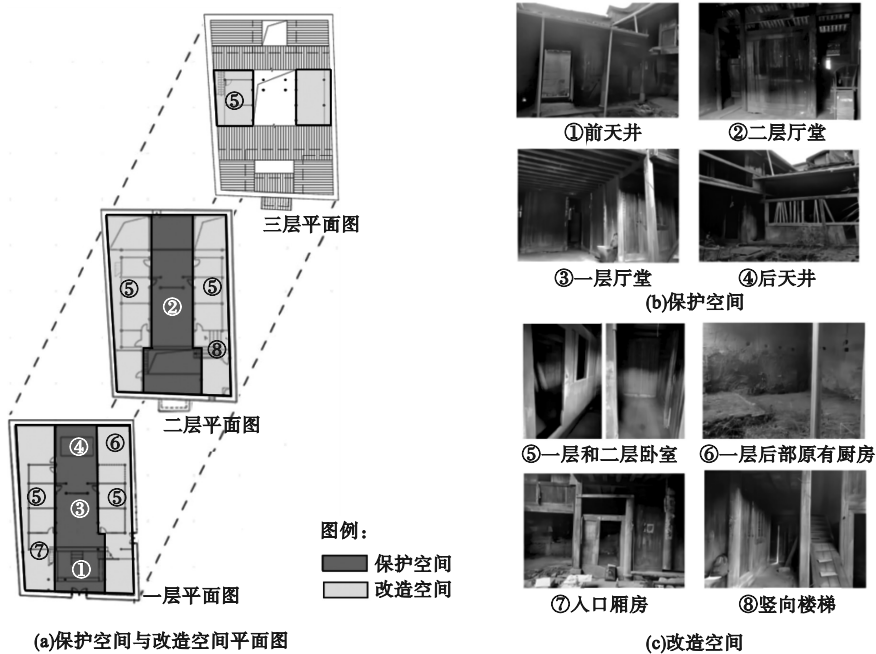 ⑤
三层平面图
⑤
②
⑤
⑧
二层平面图
④
⑥
⑤
③
⑤
⑦
①
一层平面图
图例：
保护空间
改造空间
(a)保护空间与改造空间平面图
①前天井
②二层厅堂
③一层厅堂
④后天井
(b)保护空间
⑤一层和二层卧室
⑥一层后部原有厨房
⑦入口厢房
⑧竖向楼梯
(c)改造空间